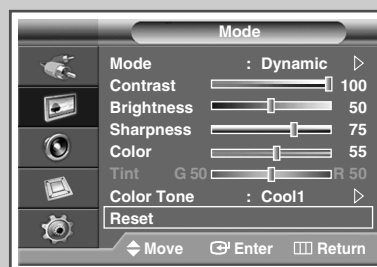 Mode
Mode : Dynamic
Contrast 100
Brightness 50
Sharpness 75
Color 55
Tint G 50 R 50
Color Tone : Cool1
Reset
Move Enter Return